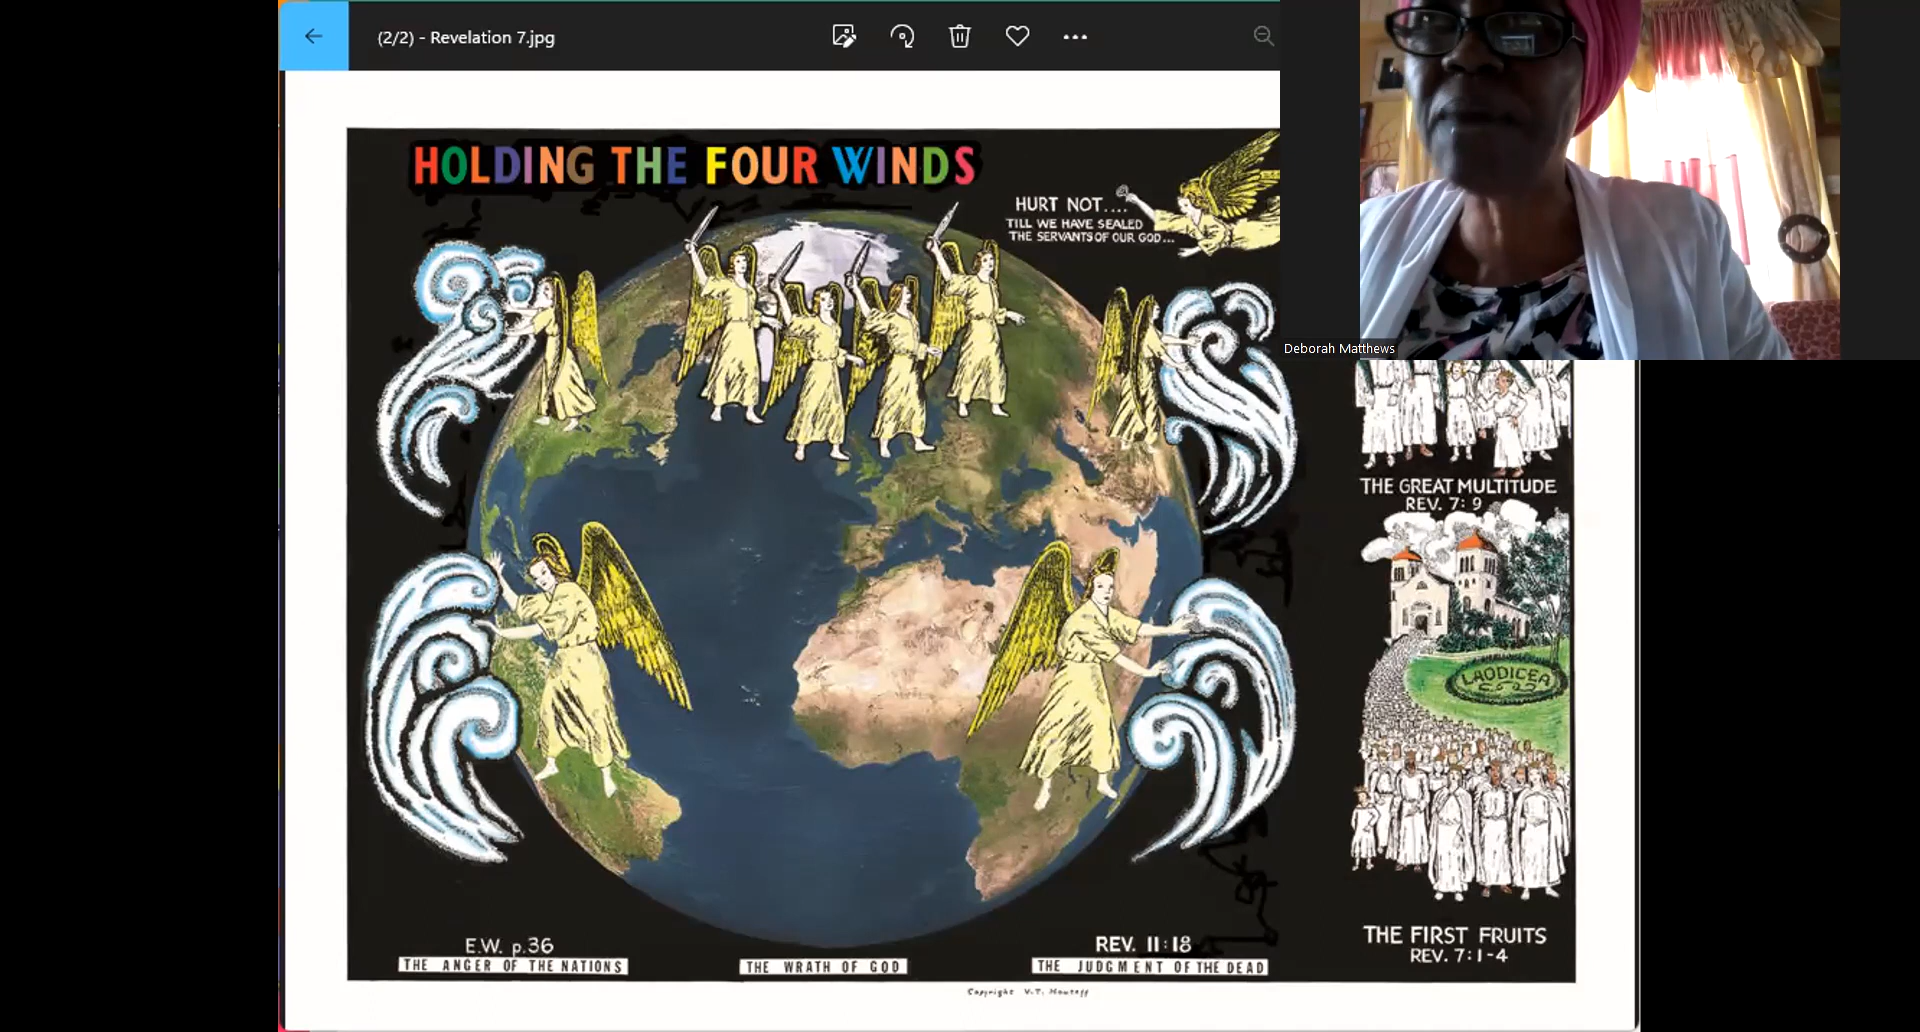 (2/2) - Revelation 7.jpg
HOLDING THE FOUR WINDS
HURT NOT....
TILL WE HAVE SEALED
THE SERVANTS OF OUR GOD...
Deborah Matthews
THE GREAT MULTITUDE
REV. 7:9
LAODICEA
THE FIRST FRUITS
REV. 7:1-4
E.W. p.36
THE ANGER OF THE NATIONS
THE WRATH OF GOD
REV. 11:18
THE JUDGMENT OF THE DEAD
Copyright V.T. Houteff